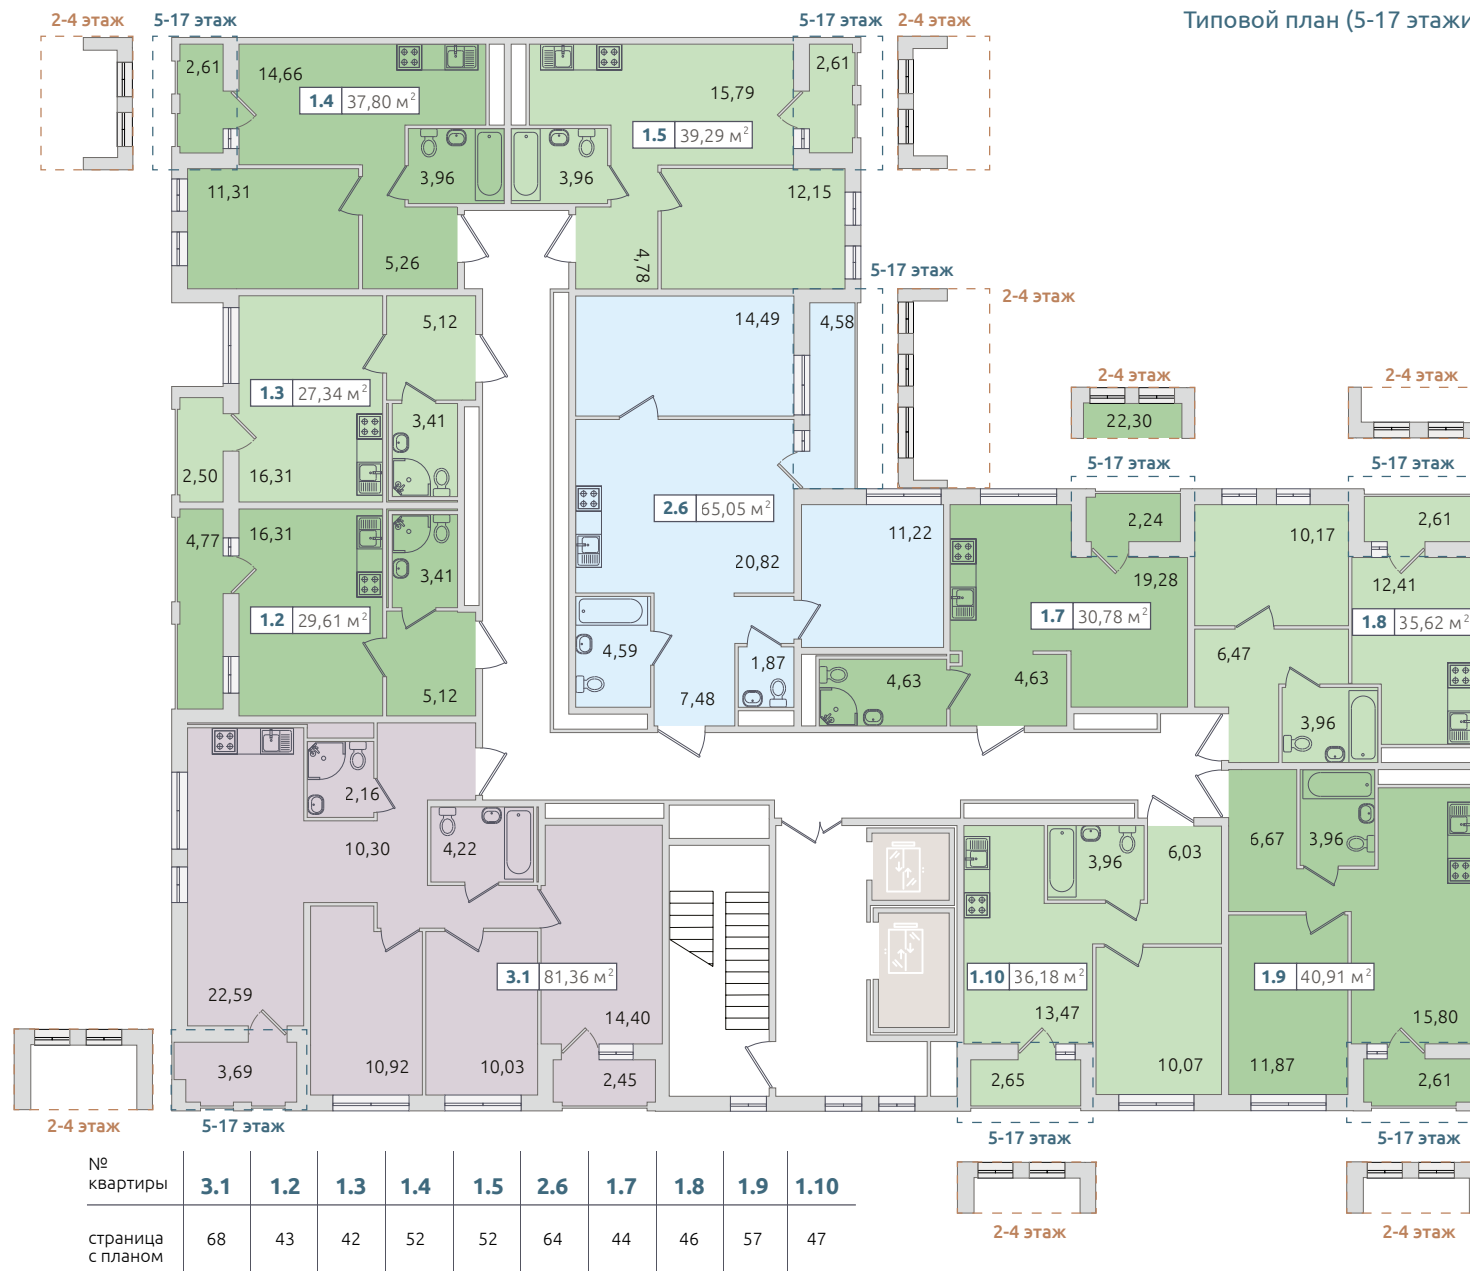 2-4 этаж
5-17 этаж
5-17 этаж
2-4 этаж
Типовой план (5-17 этажи
2,61
14,66
1.4 37,80 м²
15,79
2,61
1.5 39,29 м²
3,96
3,96
11,31
12,15
5,26
4,78
5-17 этаж
2-4 этаж
5,12
14,49
4,58
1.3 27,34 м²
3,41
2,50
16,31
2-4 этаж
22,30
5-17 этаж
2-4 этаж
5-17 этаж
4,77
16,31
3,41
2.6 65,05 м²
20,82
11,22
2,24
10,17
2,61
19,28
12,41
1.2 29,61 м²
1.7 30,78 м²
1.8 35,62 м²
4,59
1,87
6,47
5,12
7,48
4,63
4,63
3,96
2,16
10,30
4,22
3,96
6,03
6,67
3,96
3.1 81,36 м²
22,59
14,40
1.10 36,18 м²
13,47
1.9 40,91 м²
15,80
3,69
10,92
10,03
2,45
2,65
10,07
11,87
2,61
2-4 этаж
5-17 этаж
5-17 этаж
5-17 этаж
2-4 этаж
2-4 этаж
№
квартиры 3.1 1.2 1.3 1.4 1.5 2.6 1.7 1.8 1.9 1.10
страница 68 43 42 52 52 64 44 46 57 47
с планом